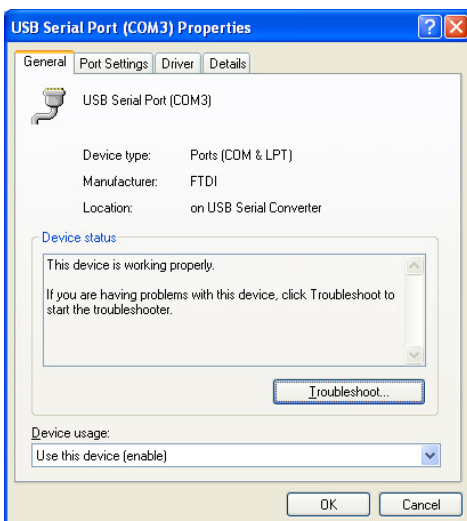 USB Serial Port (COM3) Properties
General Port Settings Driver Details
USB Serial Port (COM3)
Device type: Ports (COM & LPT)
Manufacturer: FTDI
Location: on USB Serial Converter
Device status
This device is working properly.
If you are having problems with this device, click Troubleshoot to
start the troubleshooter.
Troubleshoot...
Device usage:
Use this device (enable)
OK Cancel